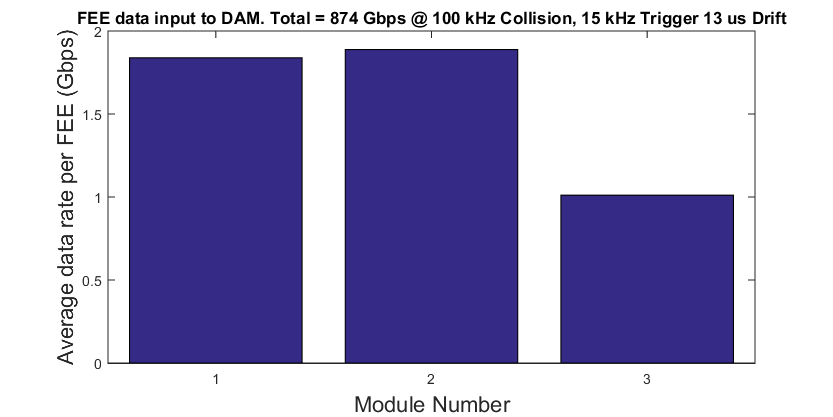 FEE data input to DAM. Total = 874 Gbps @ 100 kHz Collision, 15 kHz Trigger 13 us Drift
Average data rate per FEE (Gbps)
2
1.5
1
0.5
0
1 2 3
Module Number